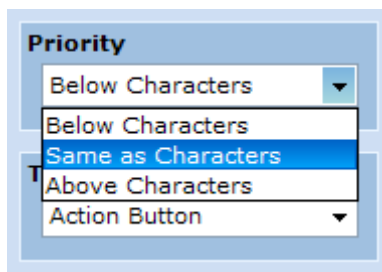 Priority
Below Characters
Below Characters
Same as Characters
Above Characters
Action Button